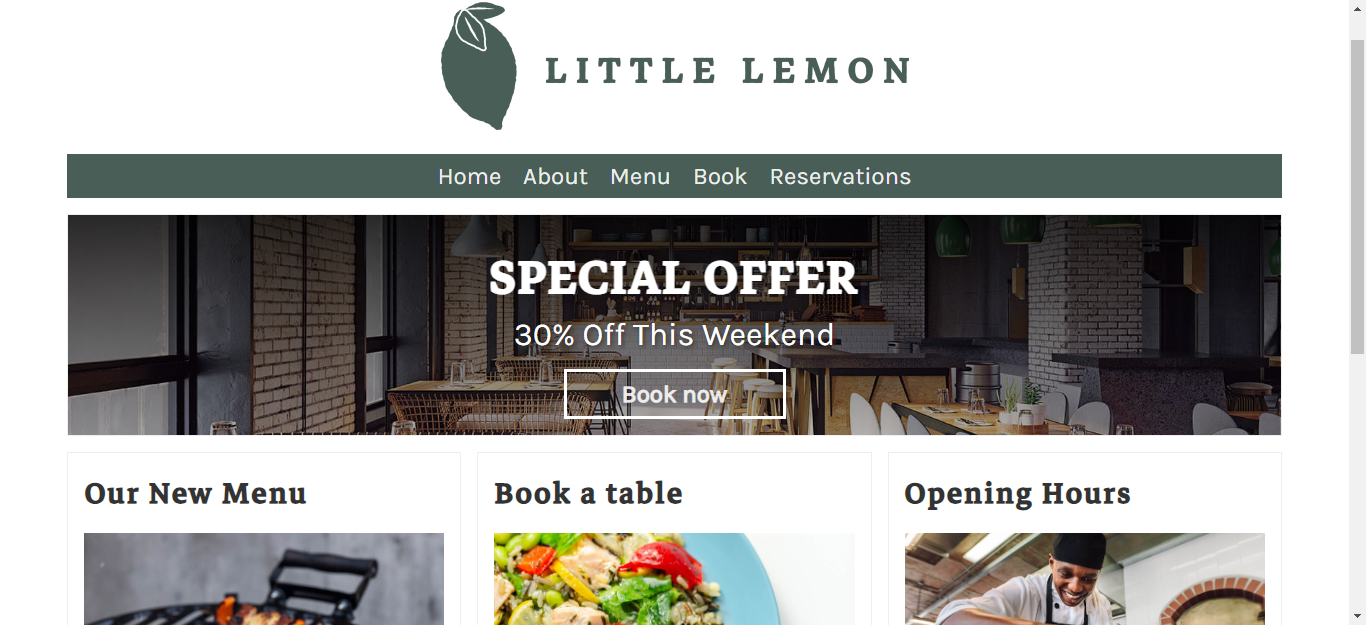 LITTLE LEMON
Home About Menu Book Reservations
SPECIAL OFFER
30% Off This Weekend
Book now
Our New Menu
Book a table
Opening Hours